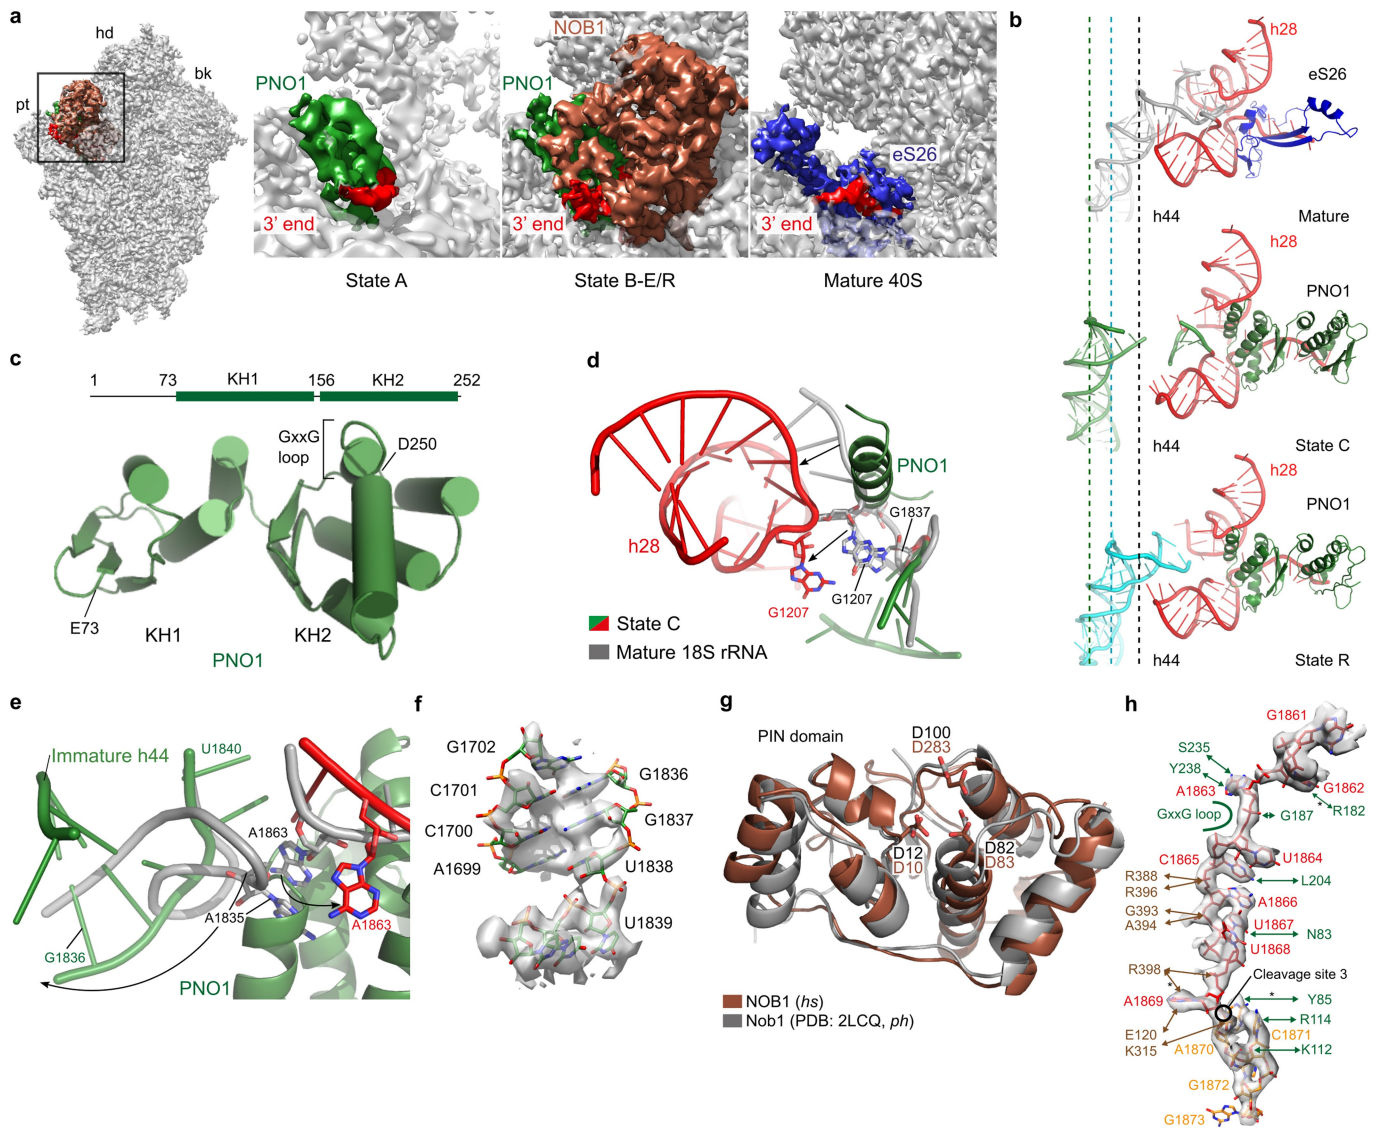 a
hd
bk
pt
PNO1
3' end
State A
NOB1
PNO1
3' end
State B-E/R
eS26
3' end
Mature 40S
b
h28
eS26
h44
Mature
h28
PNO1
h44
State C
h28
PNO1
h44
State R
c
1
73
KH1
156
KH2
252
GxxG
loop
D250
E73
KH1
KH2
PNO1
d
PNO1
G1837
h28
G1207
G1207
State C
Mature 18S rRNA
e
Immature h44
U1840
A1863
A1835
A1863
G1836
PNO1
f
G1702
C1701
C1700
A1699
G1836
G1837
U1838
U1839
g
PIN domain
D100
D283
D12
D10
D82
D83
NOB1 (hs)
Nob1 (PDB: 2LCQ, ph)
h
G1861
S235
Y238
A1863
G1862
R182
*
GxxG loop
G187
C1865
U1864
R388
R396
L204
A1866
G393
A394
U1867
N83
U1868
R398
Cleavage site 3
*
*
A1869
Y85
R114
E120
C1871
K315
A1870
K112
G1872
G1873